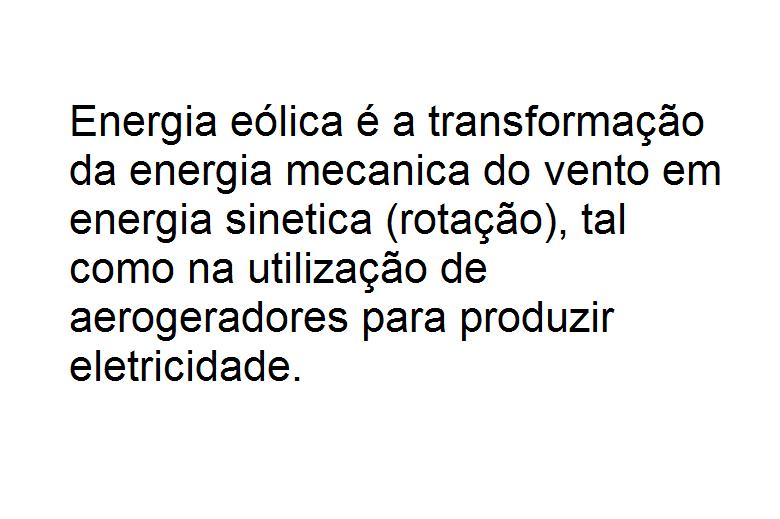 Energia eólica é a transformação
da energia mecanica do vento em
energia sinetica (rotação), tal
como na utilização de
aerogeradores para produzir
eletricidade.